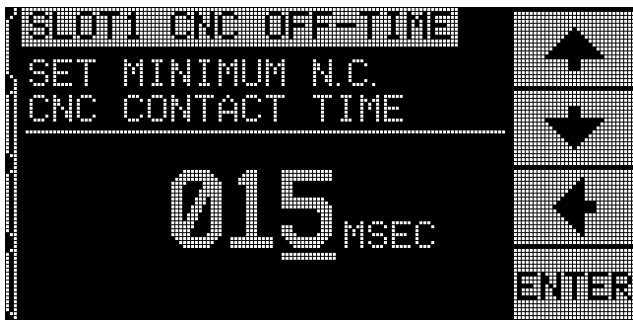 SLOT1 CNC OFF-TIME
SET MINIMUM N.C.
CNC CONTACT TIME
015 MSEC
ENTER